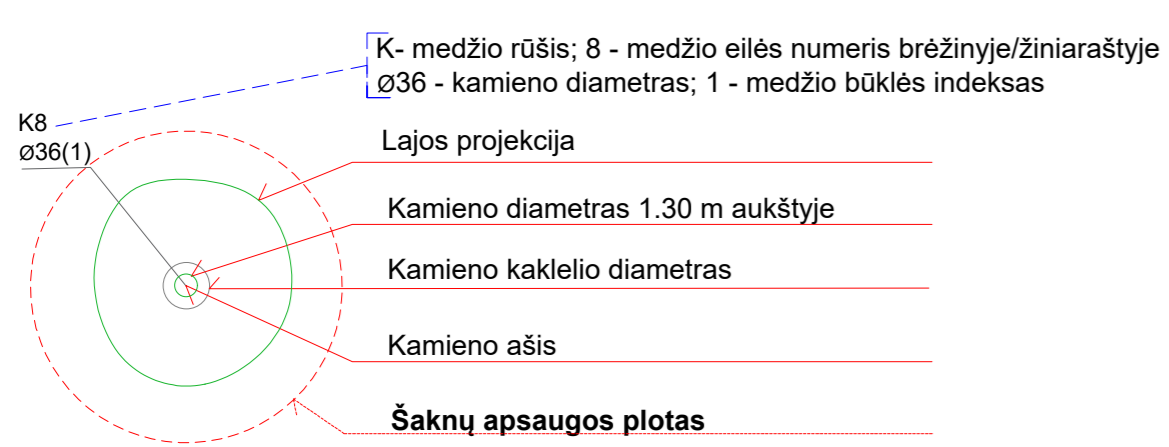 K- medžio rūšis; 8 - medžio eilės numeris brėžinyje/žiniaraštyje
Ø36 - kamieno diametras; 1 - medžio būklės indeksas
K8
Ø36(1)
Lajos projekcija
Kamieno diametras 1.30 m aukštyje
Kamieno kaklelio diametras
Kamieno ašis
Šaknų apsaugos plotas